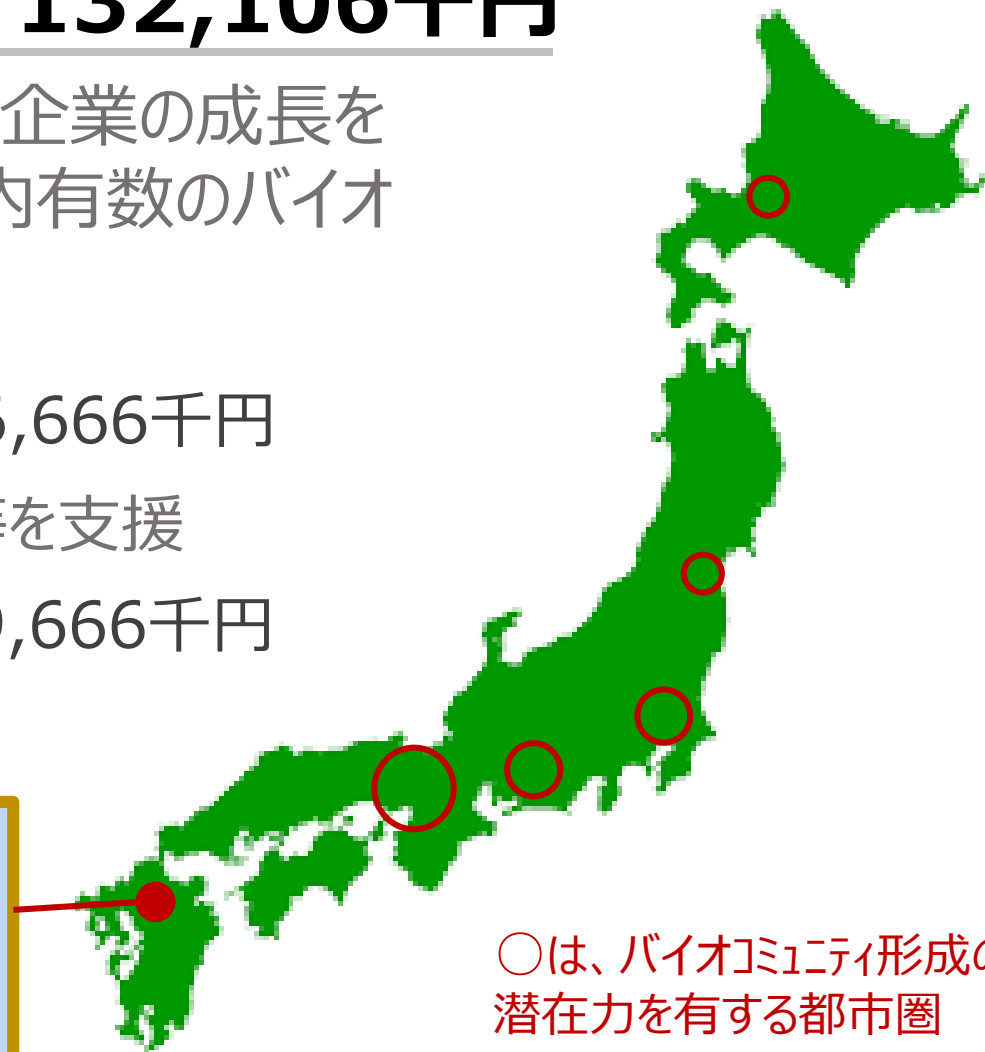 132,106千円
企業の成長を
内有数のバイオ
,666千円
を支援
,666千円
○は、バイオコミュニティ形成の
潜在力を有する都市圏